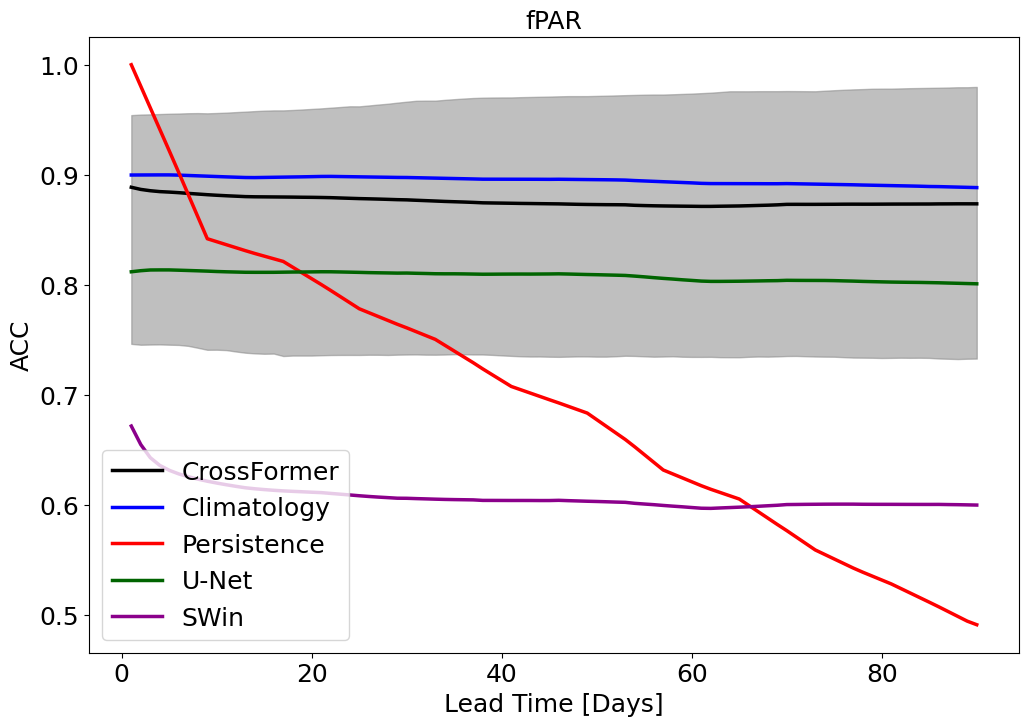 fPAR
ACC
1.0
0.9
0.8
0.7
0.6
0.5
CrossFormer
Climatology
Persistence
U-Net
SWin
0 20 40 60 80
Lead Time [Days]